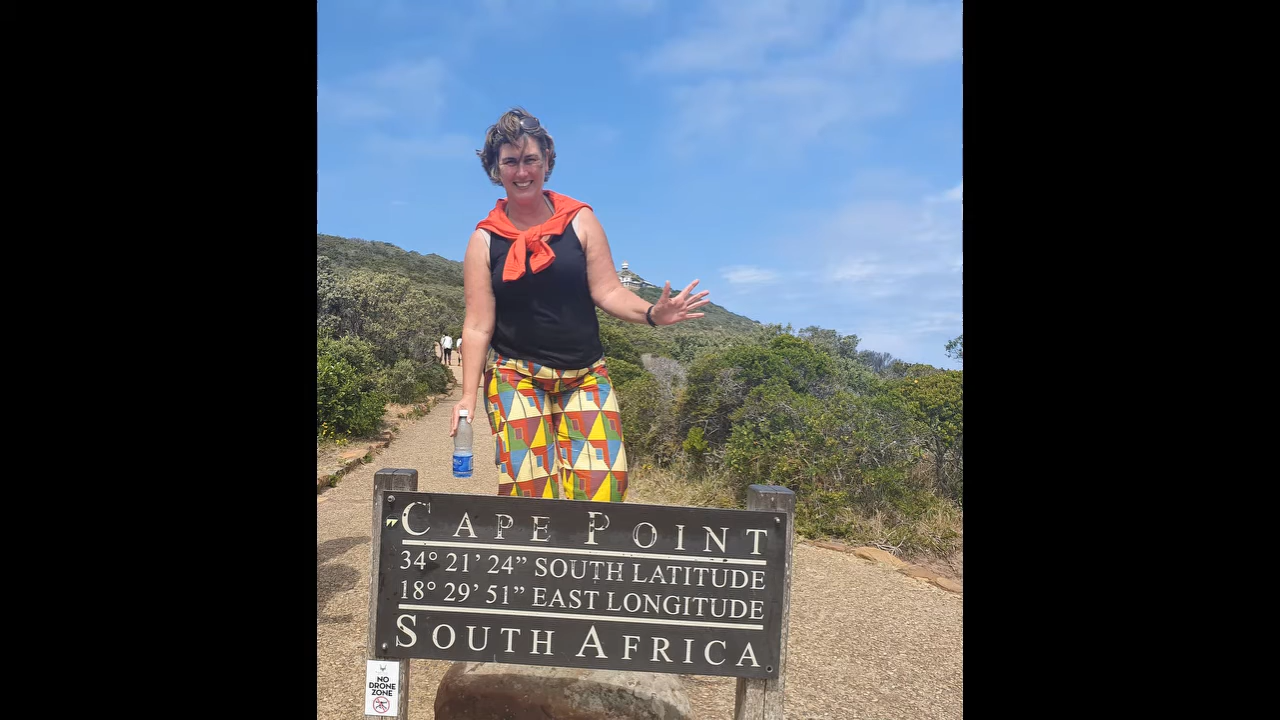 CAPE POINT
34° 21' 24" SOUTH LATITUDE
18° 29' 51" EAST LONGITUDE
SOUTH AFRICA
NO
DRONE
ZONE